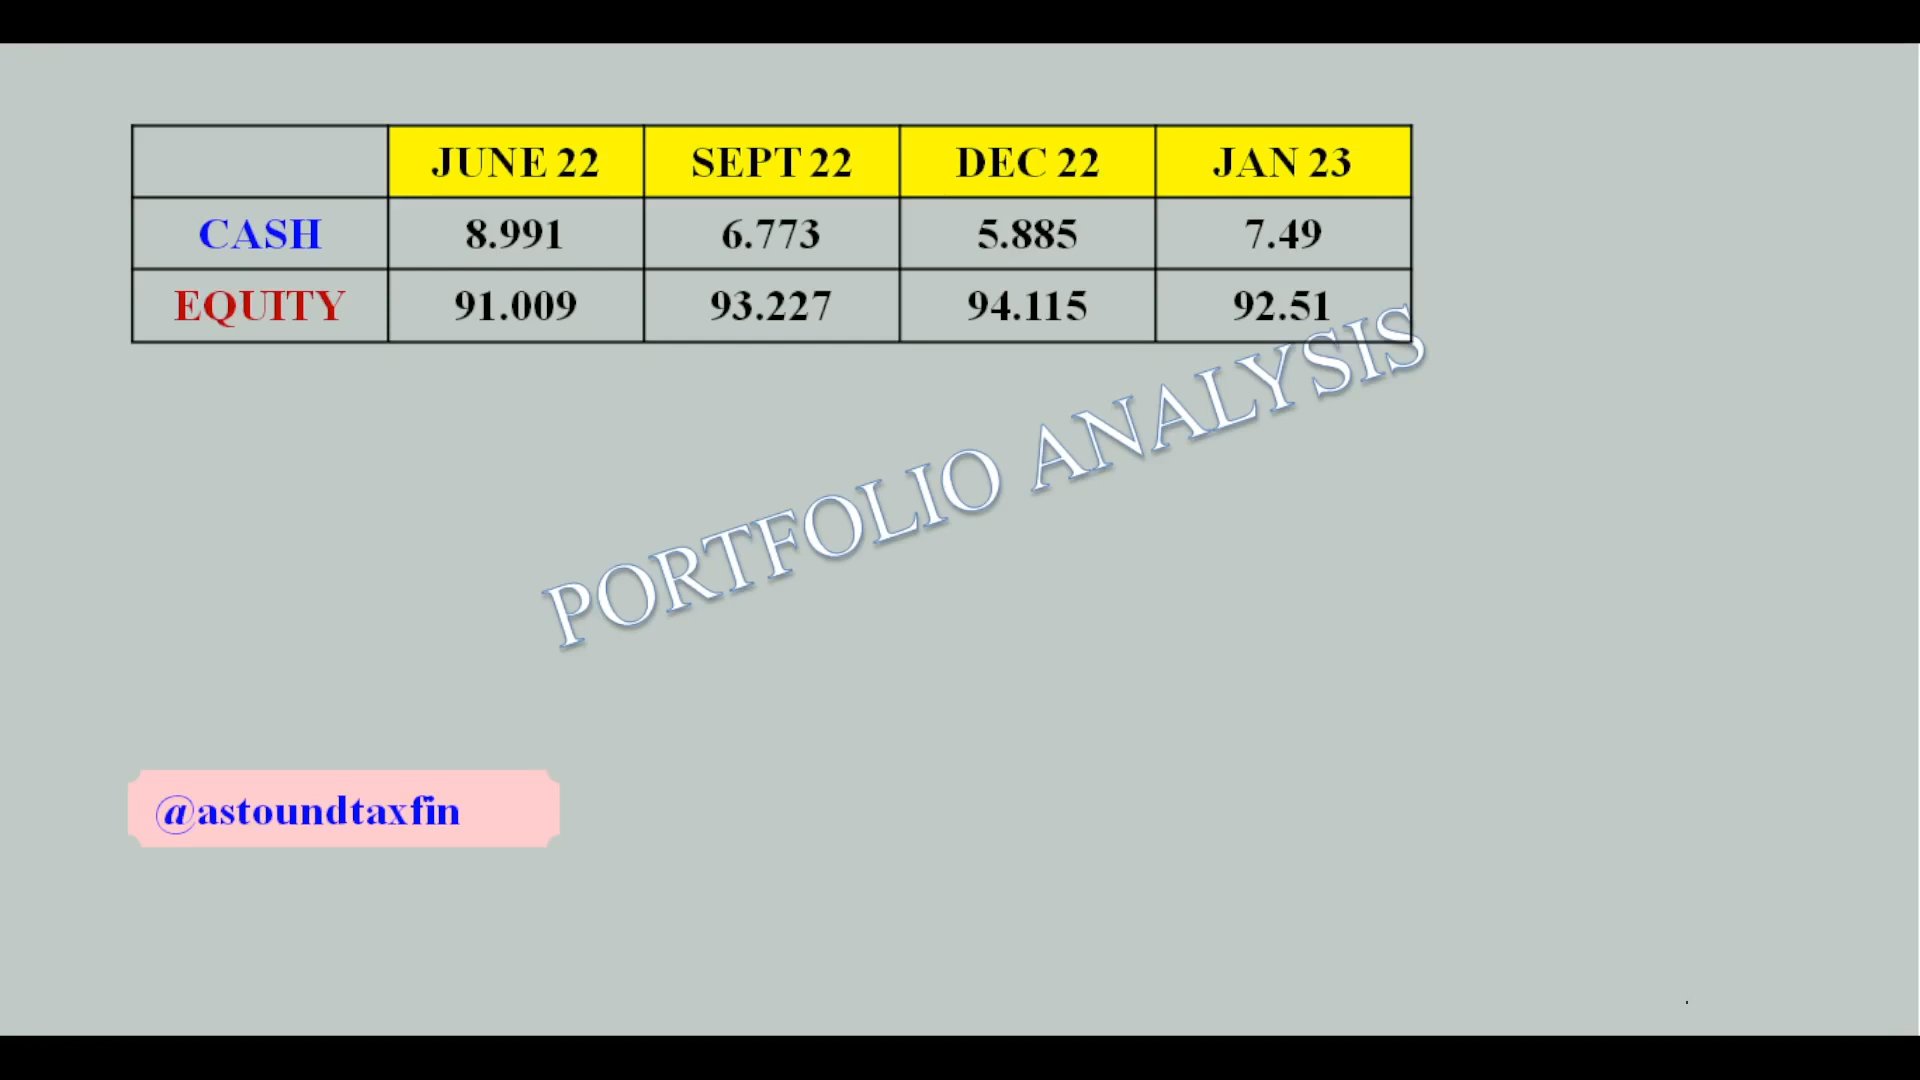 JUNE 22 SEPT 22 DEC 22 JAN 23
CASH 8.991 6.773 5.885 7.49
EQUITY 91.009 93.227 94.115 92.51
PORTFOLIO ANALYSIS
@astoundtaxfin